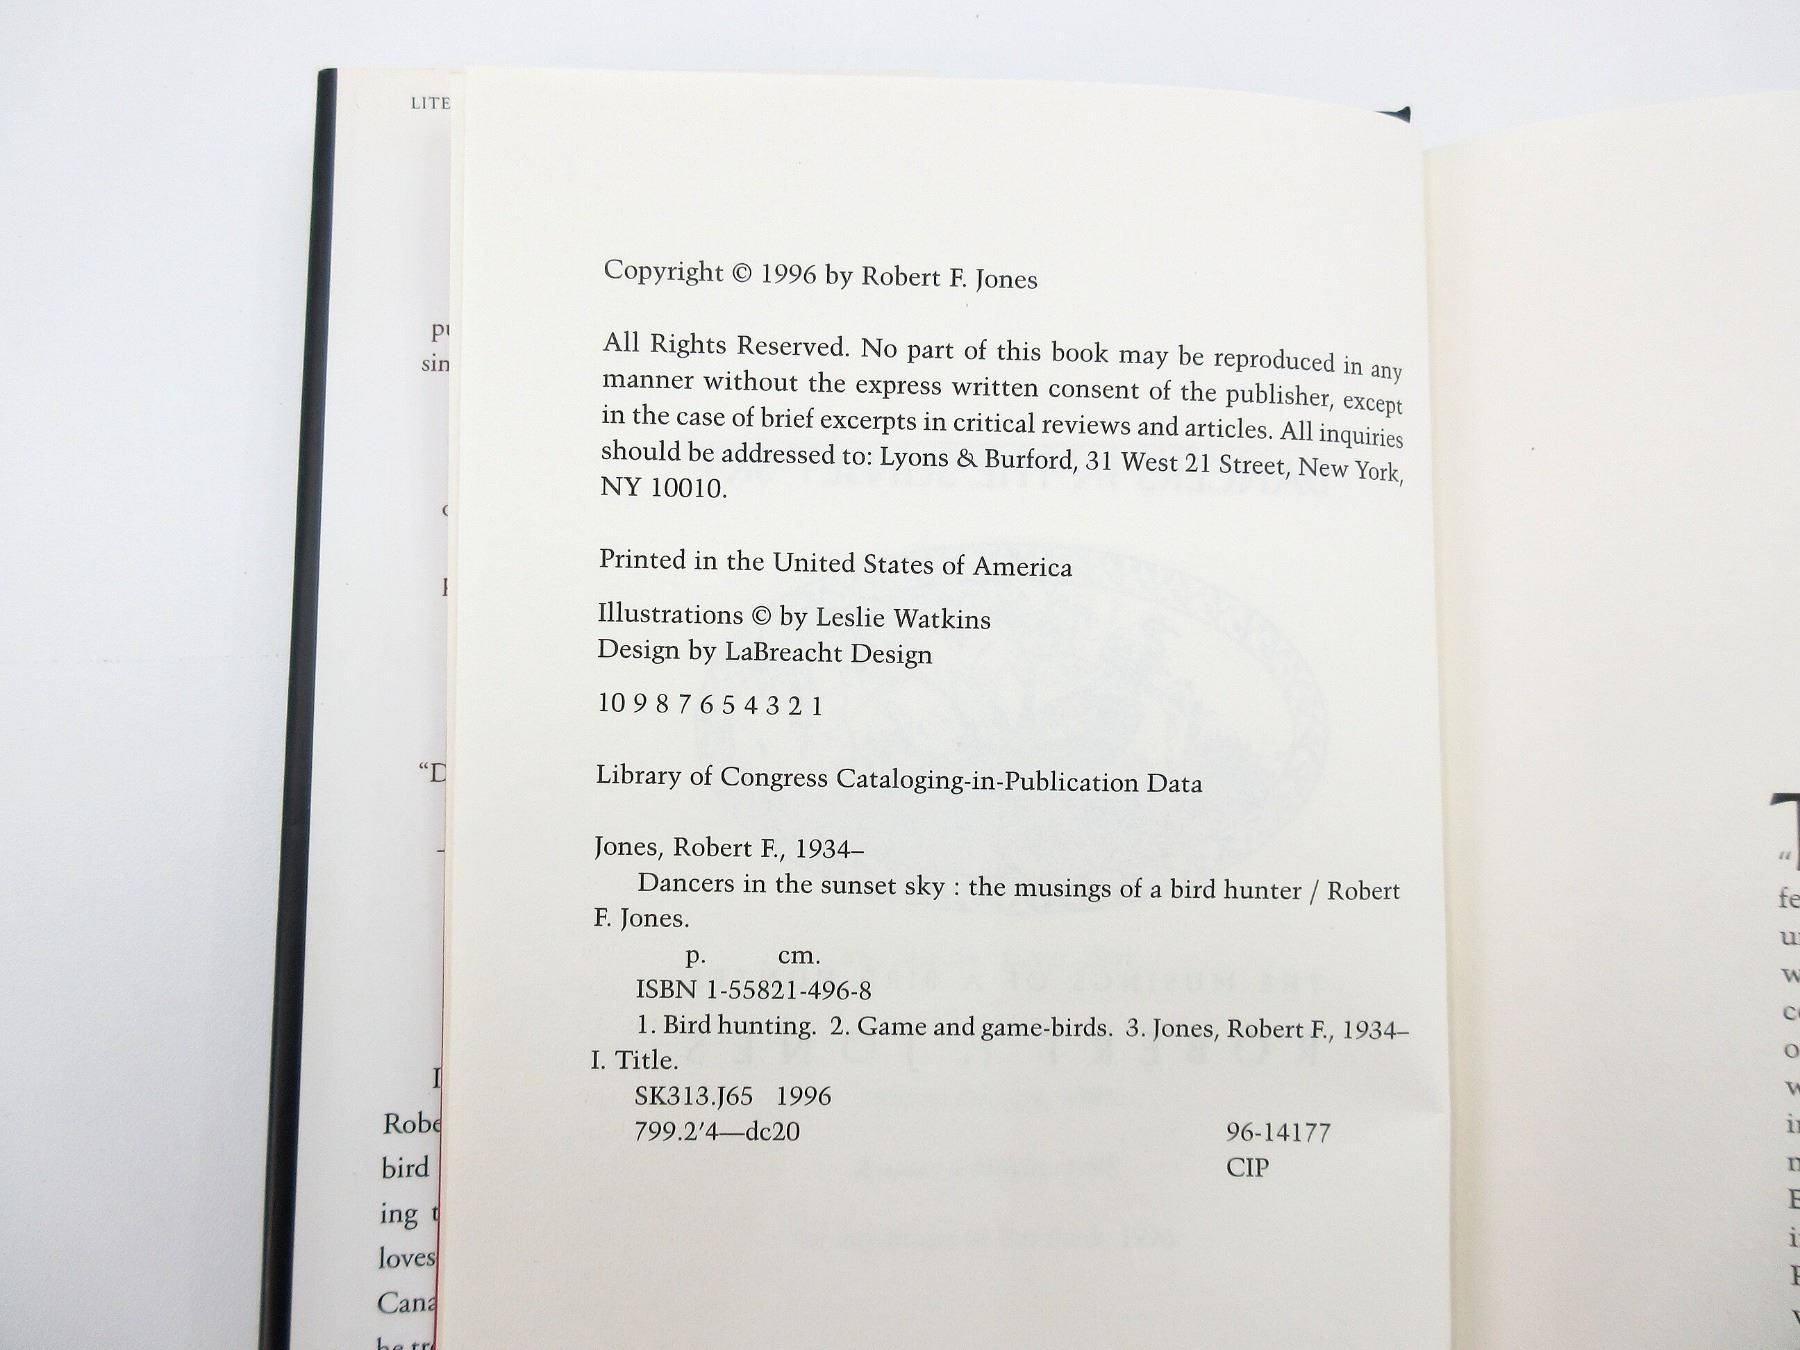 LITE
sin
"D
Robe
bird
ing t
loves
Cana
Copyright © 1996 by Robert F. Jones
All Rights Reserved. No part of this book may be reproduced in any
manner without the express written consent of the publisher, except
in the case of brief excerpts in critical reviews and articles. All inquiries
should be addressed to: Lyons & Burford, 31 West 21 Street, New York,
NY 10010.
Printed in the United States of America
Illustrations © by Leslie Watkins
Design by LaBreacht Design
10 9 8 7 6 5 4 3 2 1
Library of Congress Cataloging-in-Publication Data
Jones, Robert F., 1934–
Dancers in the sunset sky : the musings of a bird hunter / Robert
F. Jones.
p. cm.
ISBN 1-55821-496-8
1. Bird hunting. 2. Game and game-birds. 3. Jones, Robert F., 1934–
I. Title.
SK313.J65 1996
799.2'4—dc20 96-14177
CIP